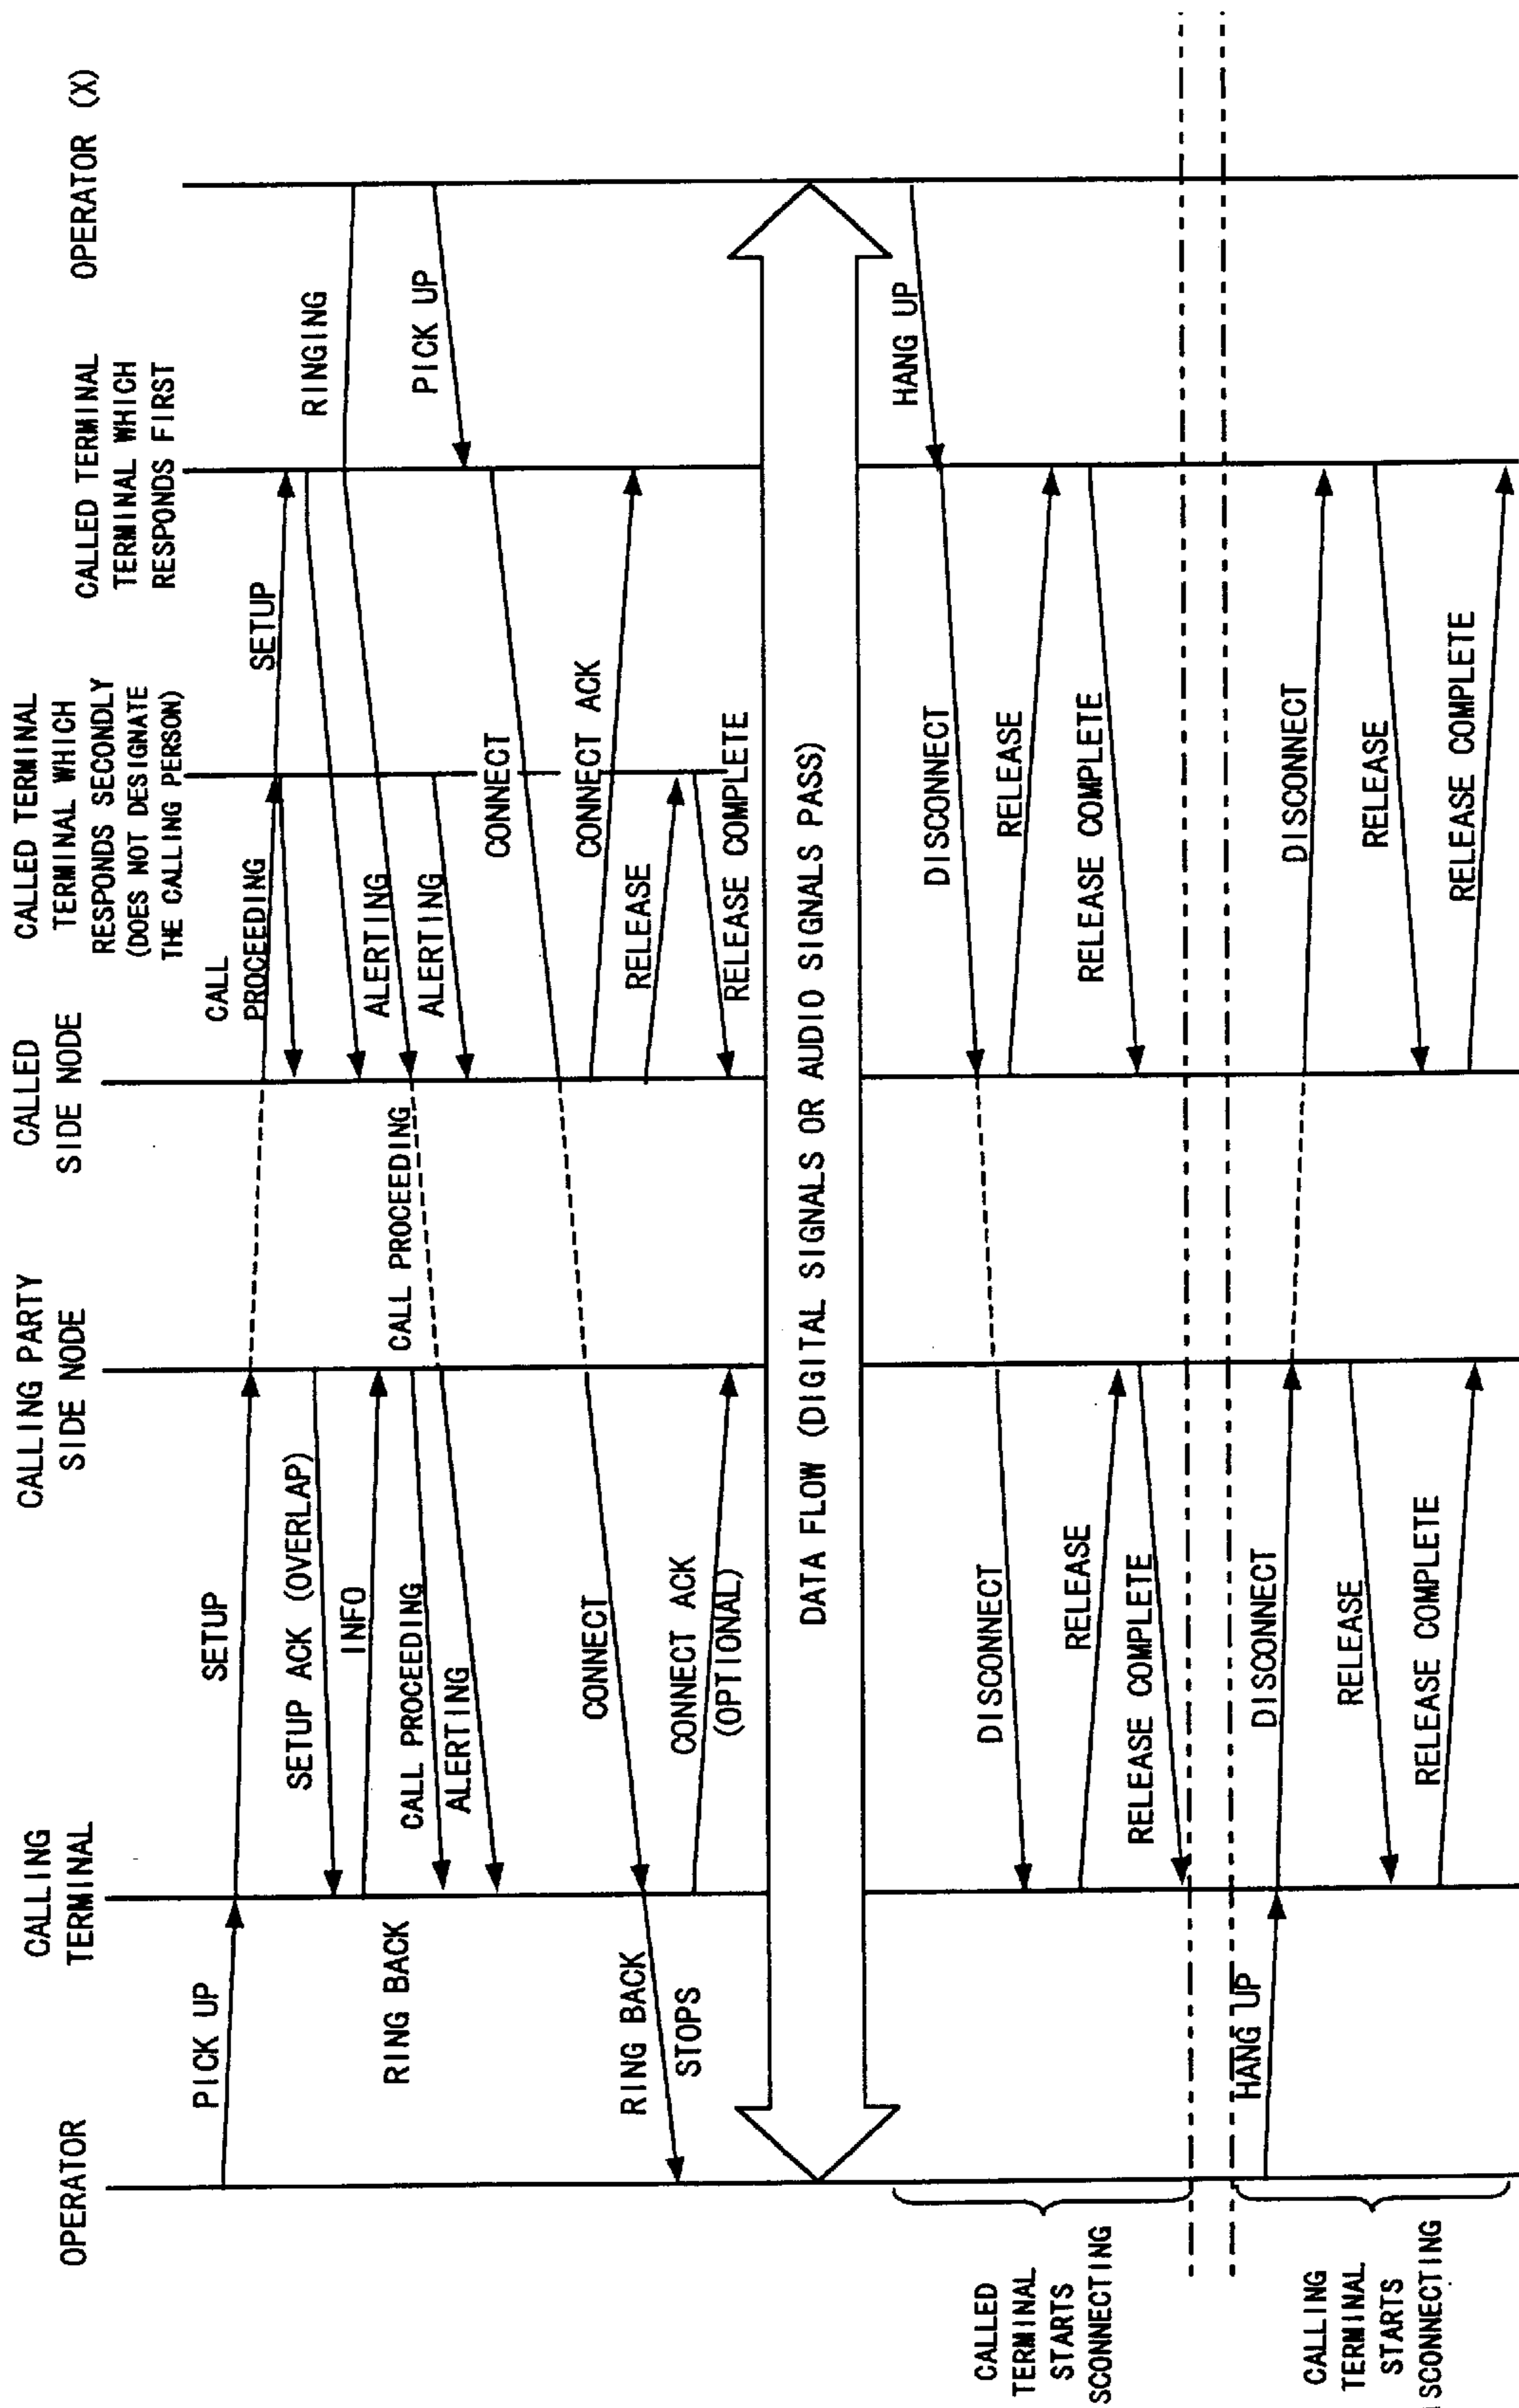 OPERATOR
CALLING
TERMINAL
CALLING PARTY
SIDE NODE
CALLED
SIDE NODE
CALLED TERMINAL
TERMINAL WHICH
RESPONDS SECONDLY
(DOES NOT DESIGNATE
THE CALLING PERSON)
CALLED TERMINAL
TERMINAL WHICH
RESPONDS FIRST
OPERATOR (X)
PICK UP
SETUP
CALL
PROCEEDING
SETUP
SETUP ACK (OVERLAP)
RINGING
INFO
ALERTING
RING BACK
CALL PROCEEDING
CALL PROCEEDING
ALERTING
PICK UP
ALERTING
CONNECT
CONNECT
CONNECT ACK
RING BACK
STOPS
RELEASE
CONNECT ACK
(OPTIONAL)
RELEASE COMPLETE
DATA FLOW (DIGITAL SIGNALS OR AUDIO SIGNALS PASS)
HANG UP
CALLED
TERMINAL
STARTS
SCONNECTING
DISCONNECT
DISCONNECT
RELEASE
RELEASE
RELEASE COMPLETE
RELEASE COMPLETE
CALLING
TERMINAL
STARTS
SCONNECTING
HANG UP
DISCONNECT
DISCONNECT
RELEASE
RELEASE
RELEASE COMPLETE
RELEASE COMPLETE